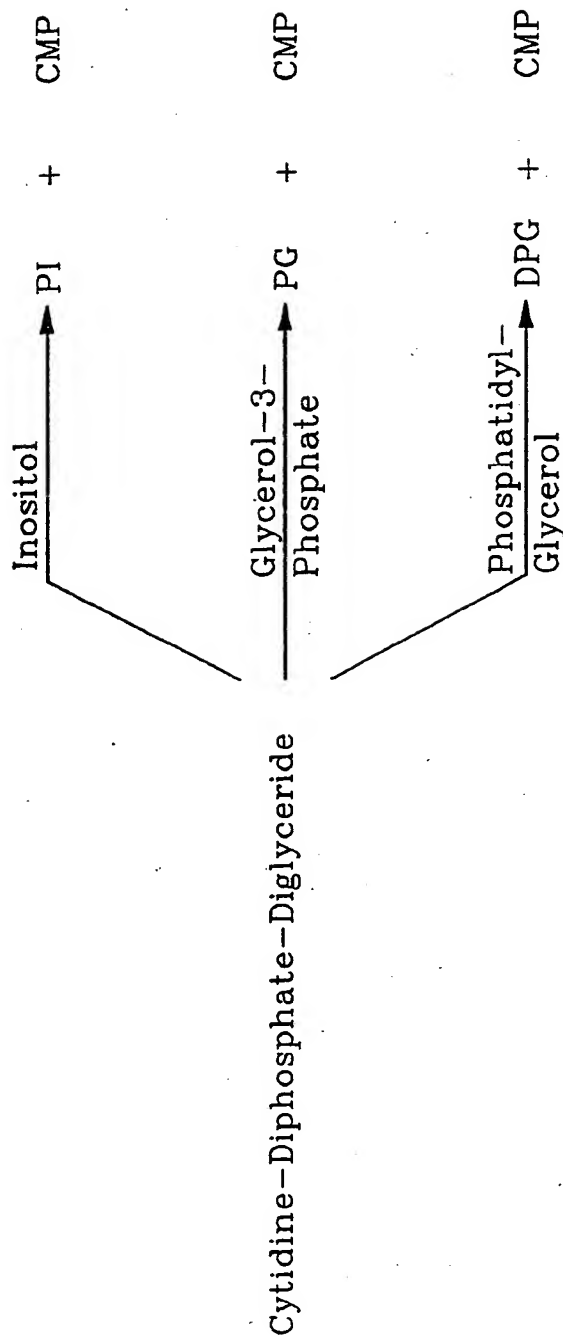 Inositol
PI + CMP
Cytidine-Diphosphate-Diglyceride
Glycerol-3-
Phosphate
PG + CMP
Phosphatidyl-
Glycerol
DPG + CMP